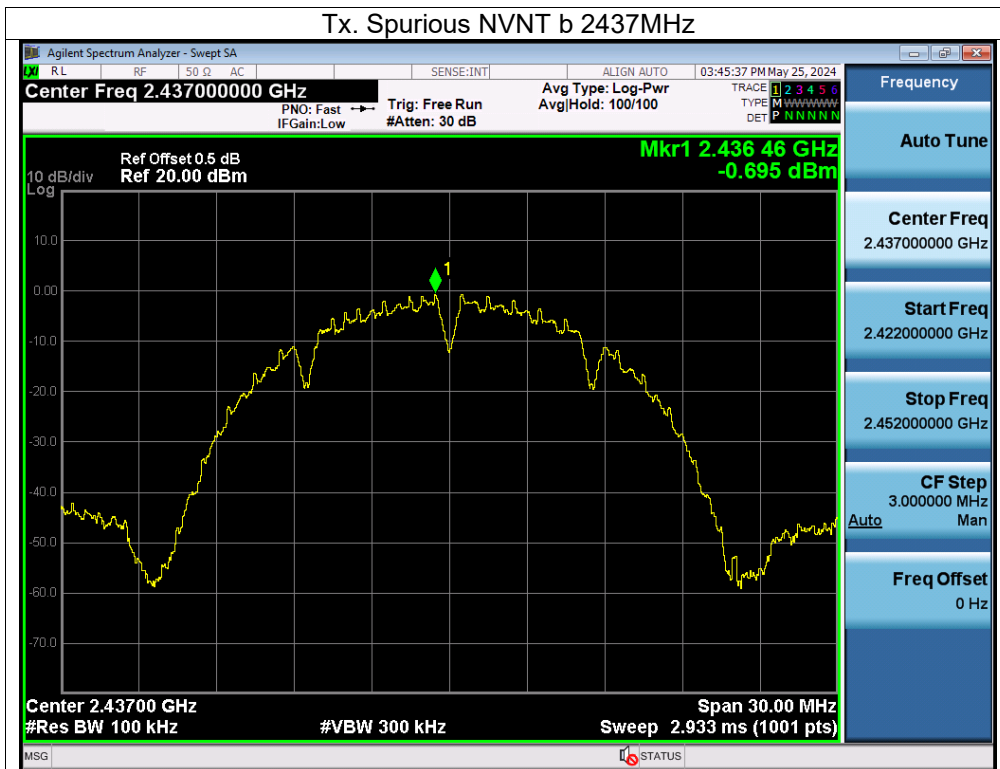 Tx. Spurious NVNT b 2437MHz
Agilent Spectrum Analyzer - Swept SA
LXI RL RF 50 Ω AC SENSE:INT ALIGN AUTO 03:45:37 PM May 25, 2024
Center Freq 2.437000000 GHz
PNO: Fast
IFGain:Low
Trig: Free Run
#Atten: 30 dB
Avg Type: Log-Pwr
Avg|Hold: 100/100
TRACE 1 2 3 4 5 6
TYPE M WWWWW
DET P N N N N N
Frequency
Auto Tune
Center Freq
2.437000000 GHz
Start Freq
2.422000000 GHz
Stop Freq
2.452000000 GHz
CF Step
3.000000 MHz
Auto Man
Freq Offset
0 Hz
Mkr1 2.436 46 GHz
-0.695 dBm
Ref Offset 0.5 dB
10 dB/div Ref 20.00 dBm
Log
10.0
0.00
-10.0
-20.0
-30.0
-40.0
-50.0
-60.0
-70.0
1
Center 2.43700 GHz Span 30.00 MHz
#Res BW 100 kHz #VBW 300 kHz Sweep 2.933 ms (1001 pts)
MSG STATUS